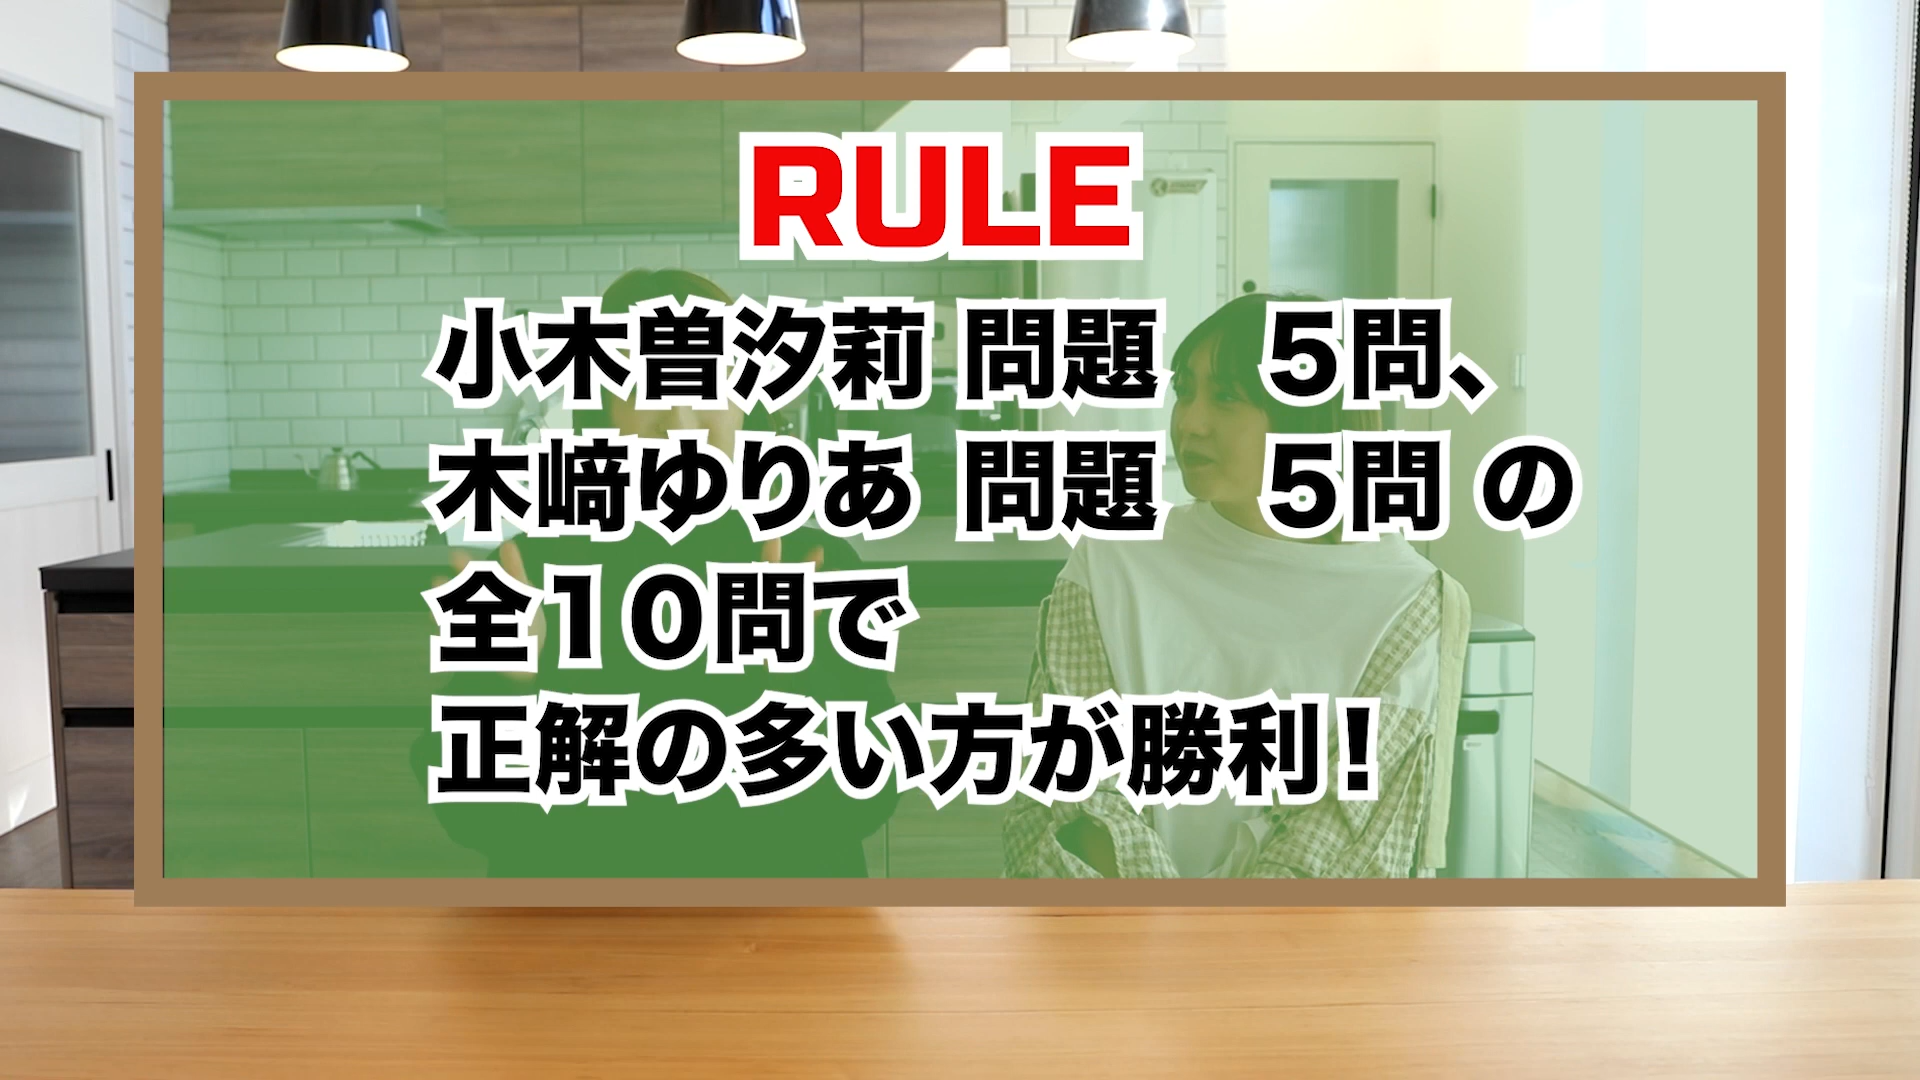 RULE
小木曽汐莉 問題　5問、
木﨑ゆりあ 問題　5問 の
全10問で
正解の多い方が勝利!